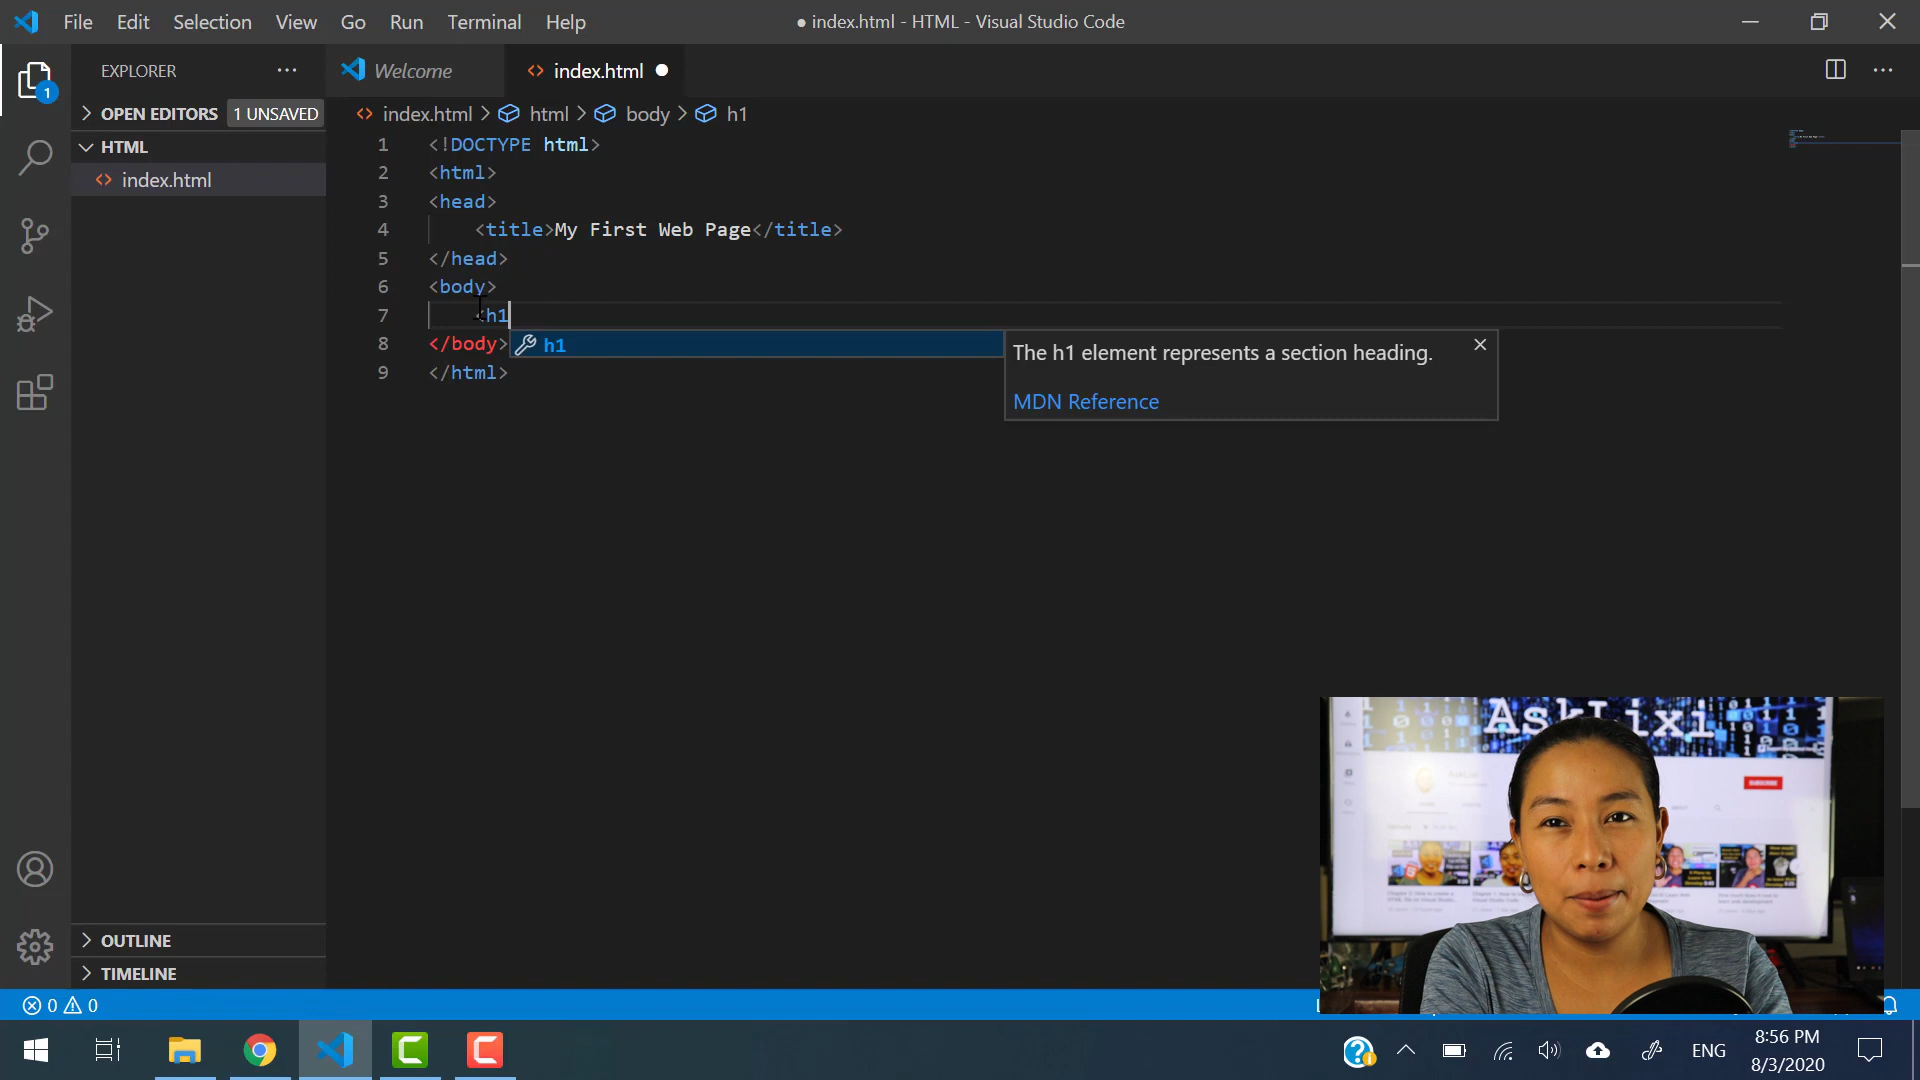 File Edit Selection View Go Run Terminal Help
● index.html - HTML - Visual Studio Code
EXPLORER
Welcome
index.html
1
OPEN EDITORS 1 UNSAVED
index.html > html > body > h1
HTML
index.html
1 <!DOCTYPE html>
2 <html>
3 <head>
4 <title>My First Web Page</title>
5 </head>
6 <body>
7 <h1
8 </body>
9 </html>
h1
The h1 element represents a section heading.
MDN Reference
AskLixi
SUBSCRIBE
OUTLINE
TIMELINE
0 0
ENG
8:56 PM
8/3/2020